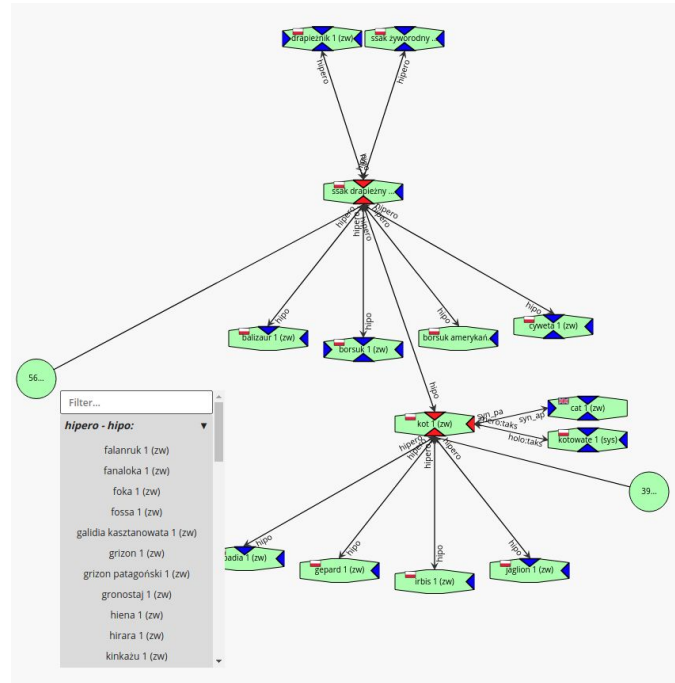 drapieżnik 1 (zw)
ssak żyworodny ...
hipero
hipero
ssak drapieżny ...
hipero
hipero
hipero
hipero
hipero
hipo
hipo
hipo
balizaur 1 (zw)
borsuk 1 (zw)
borsuk amerykań.
cyweta 1 (zw)
56...
hipo
kot 1 (zw)
syn_pa
syn_ap
mero:taks
holo:taks
cat 1 (zw)
kotowate 1 (sys)
39...
hipero
hipero
hipero
hipero
hipo
hipo
hipo
hipo
adia 1 (zw)
gepard 1 (zw)
irbis 1 (zw)
jaglion 1 (zw)
Filter...
hipero - hipo:
falanruk 1 (zw)
fanaloka 1 (zw)
foka 1 (zw)
fossa 1 (zw)
galidia kasztanowata 1 (zw)
grizon 1 (zw)
grizon patagoński 1 (zw)
gronostaj 1 (zw)
hiena 1 (zw)
hirara 1 (zw)
kinkażu 1 (zw)